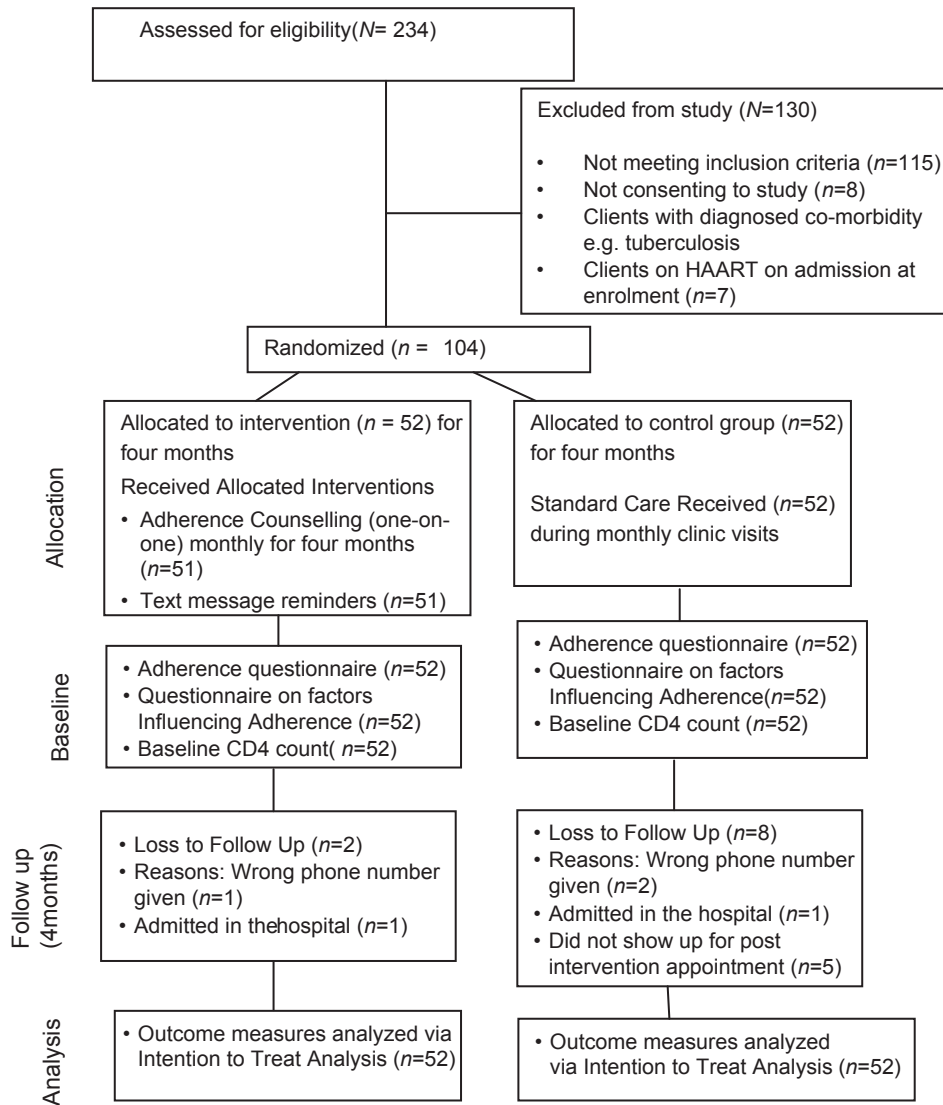 Assessed for eligibility(N= 234)
Excluded from study (N=130)
• Not meeting inclusion criteria (n=115)
• Not consenting to study (n=8)
• Clients with diagnosed co-morbidity
e.g. tuberculosis
• Clients on HAART on admission at
enrolment (n=7)
Randomized (n = 104)
Allocation
Allocated to intervention (n = 52) for
four months
Received Allocated Interventions
• Adherence Counselling (one-on-
one) monthly for four months
(n=51)
• Text message reminders (n=51)
Allocated to control group (n=52)
for four months
Standard Care Received (n=52)
during monthly clinic visits
Baseline
• Adherence questionnaire (n=52)
• Questionnaire on factors
Influencing Adherence (n=52)
• Baseline CD4 count( n=52)
• Adherence questionnaire (n=52)
• Questionnaire on factors
Influencing Adherence(n=52)
• Baseline CD4 count (n=52)
Follow up
(4months)
• Loss to Follow Up (n=2)
• Reasons: Wrong phone number
given (n=1)
• Admitted in thehospital (n=1)
• Loss to Follow Up (n=8)
• Reasons: Wrong phone number
given (n=2)
• Admitted in the hospital (n=1)
• Did not show up for post
intervention appointment (n=5)
Analysis
• Outcome measures analyzed via
Intention to Treat Analysis (n=52)
• Outcome measures analyzed
via Intention to Treat Analysis (n=52)